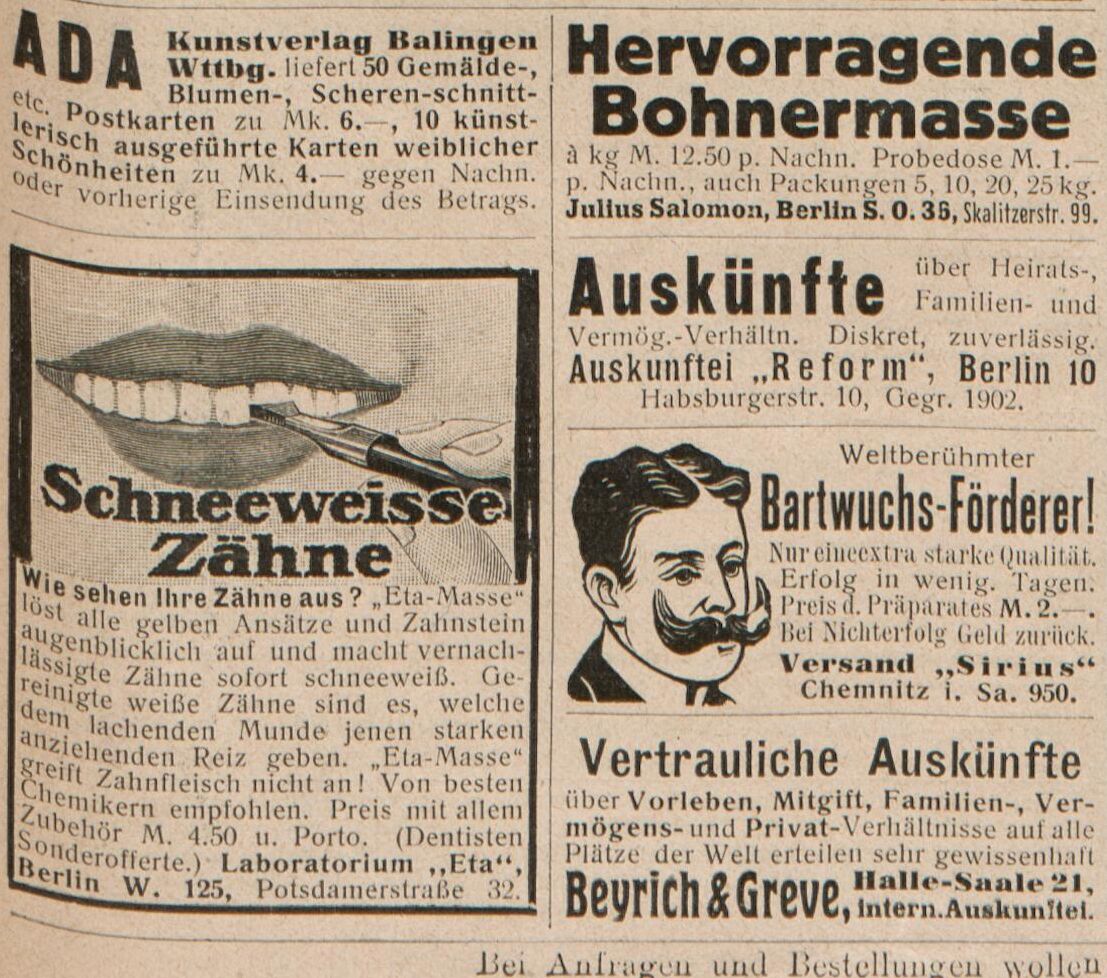 ADA Kunstverlag Balingen
Wttbg. liefert 50 Gemälde-,
Blumen-, Scheren-schnitt-
etc. Postkarten zu Mk. 6.—, 10 künst-
lerisch ausgeführte Karten weiblicher
Schönheiten zu Mk. 4.— gegen Nachn.
oder vorherige Einsendung des Betrags.
Schneeweisse
Zähne
Wie sehen Ihre Zähne aus? „Eta-Masse“
löst alle gelben Ansätze und Zahnstein
augenblicklich auf und macht vernach-
lässigte Zähne sofort schneeweiß. Ge-
reinigte weiße Zähne sind es, welche
dem lachenden Munde jenen starken
anziehenden Reiz geben. „Eta-Masse“
greift Zahnfleisch nicht an! Von besten
Chemikern empfohlen. Preis mit allem
Zubehör M. 4.50 u. Porto. (Dentisten
Sonderofferte.) Laboratorium „Eta“,
Berlin W. 125, Potsdamerstraße 32.
Hervorragende
Bohnermasse
à kg M. 12.50 p. Nachn. Probedose M. 1.—
p. Nachn., auch Packungen 5, 10, 20, 25 kg.
Julius Salomon, Berlin S. O. 36, Skalitzerstr. 99.
Auskünfte über Heirats-,
Familien- und
Vermög.-Verhältn. Diskret, zuverlässig.
Auskunftei „Reform“, Berlin 10
Habsburgerstr. 10, Gegr. 1902.
Weltberühmter
Bartwuchs-Förderer!
Nur eine extra starke Qualität.
Erfolg in wenig. Tagen.
Preis d. Präparates M. 2.—.
Bei Nichterfolg Geld zurück.
Versand „Sirius“
Chemnitz i. Sa. 950.
Vertrauliche Auskünfte
über Vorleben, Mitgift, Familien-, Ver-
mögens- und Privat-Verhältnisse auf alle
Plätze der Welt erteilen sehr gewissenhaft
Beyrich & Greve, Halle-Saale 21,
Intern. Auskunftei.
Bei Anfragen und Bestellungen wollen